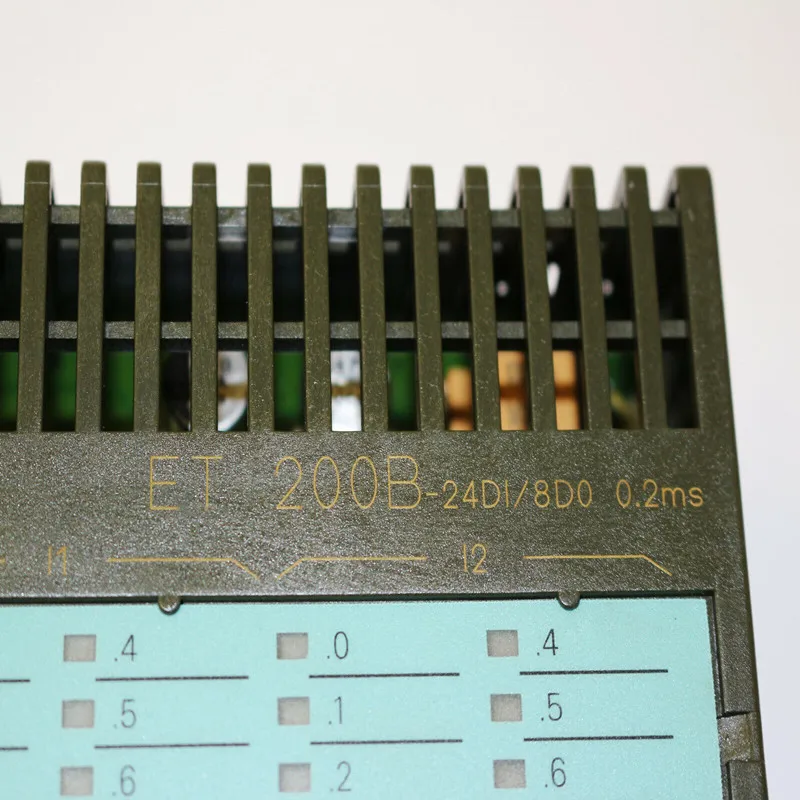 ET 200B-24DI/8DO 0.2ms
I1 I2
.4 .0 .4
.5 .1 .5
.6 .2 .6